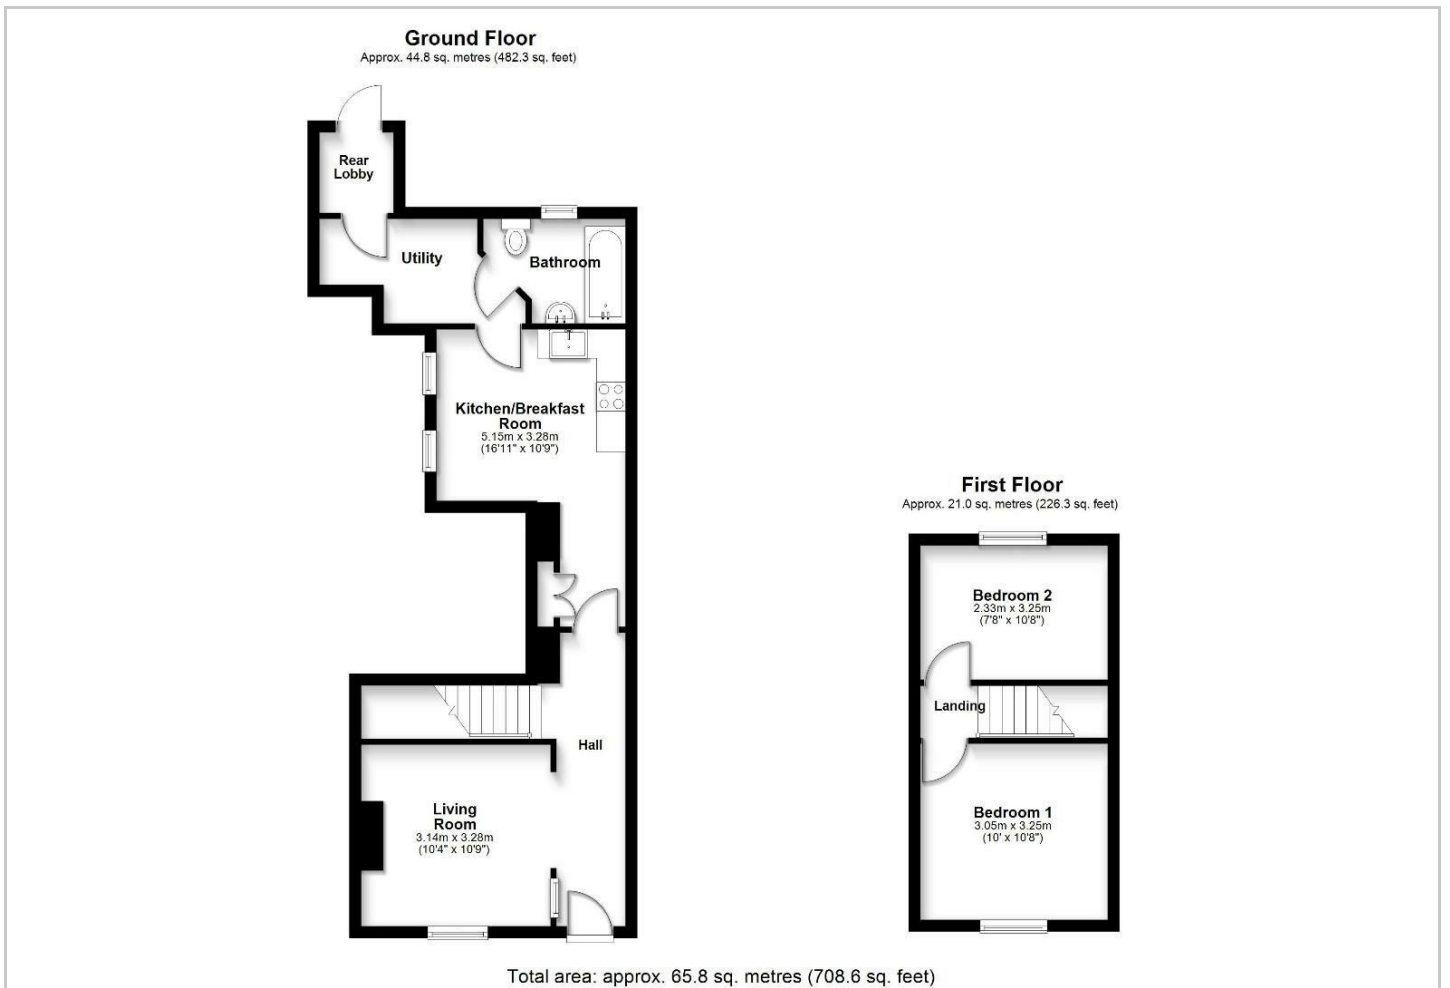 Ground Floor
Approx. 44.8 sq. metres (482.3 sq. feet)
Rear
Lobby
Utility
Bathroom
Kitchen/Breakfast
Room
5.15m x 3.28m
(16'11" x 10'9")
Hall
Living
Room
3.14m x 3.28m
(10'4" x 10'9")
First Floor
Approx. 21.0 sq. metres (226.3 sq. feet)
Bedroom 2
2.33m x 3.25m
(7'8" x 10'8")
Landing
Bedroom 1
3.05m x 3.25m
(10' x 10'8")
Total area: approx. 65.8 sq. metres (708.6 sq. feet)